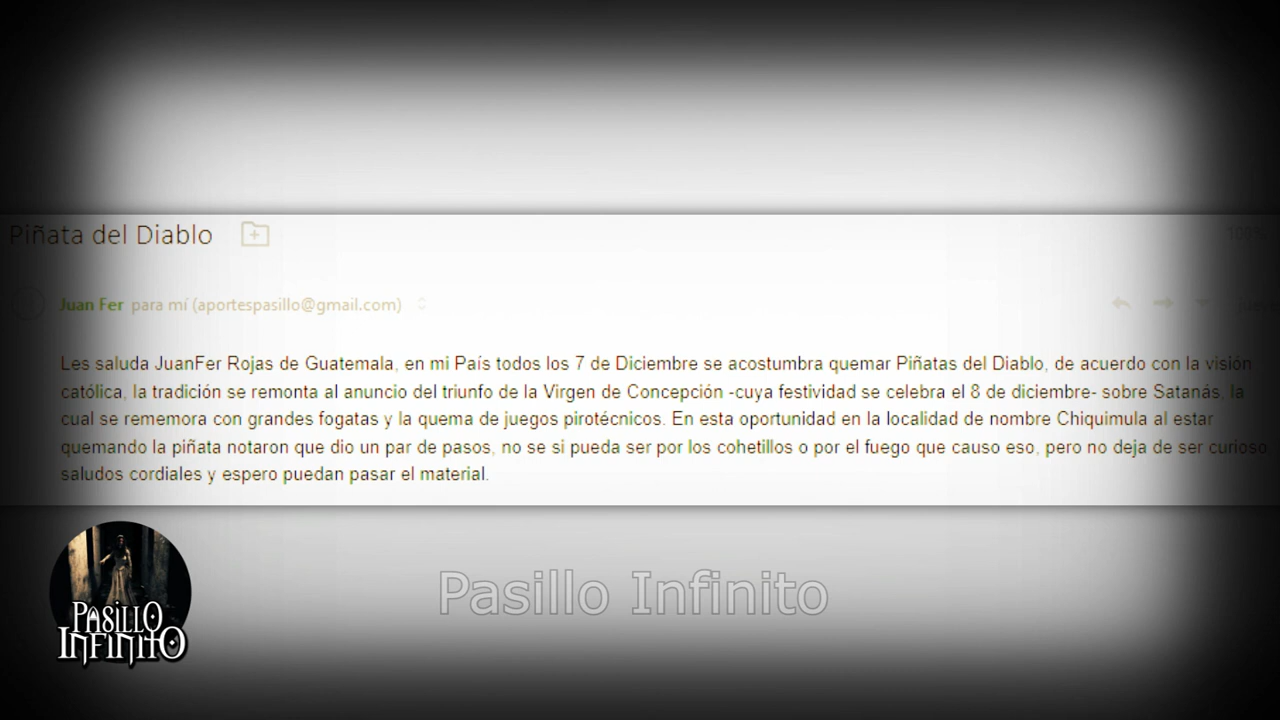 Piñata del Diablo
100%
Juan Fer para mí (aportespasillo@gmail.com)
Les saluda JuanFer Rojas de Guatemala, en mi País todos los 7 de Diciembre se acostumbra quemar Piñatas del Diablo, de acuerdo con la visión
católica, la tradición se remonta al anuncio del triunfo de la Virgen de Concepción -cuya festividad se celebra el 8 de diciembre- sobre Satanás, la
cual se rememora con grandes fogatas y la quema de juegos pirotécnicos. En esta oportunidad en la localidad de nombre Chiquimula al estar
quemando la piñata notaron que dio un par de pasos, no se si pueda ser por los cohetillos o por el fuego que causo eso, pero no deja de ser curioso
saludos cordiales y espero puedan pasar el material.
Pasillo Infinito
PASILLO
INFINITO